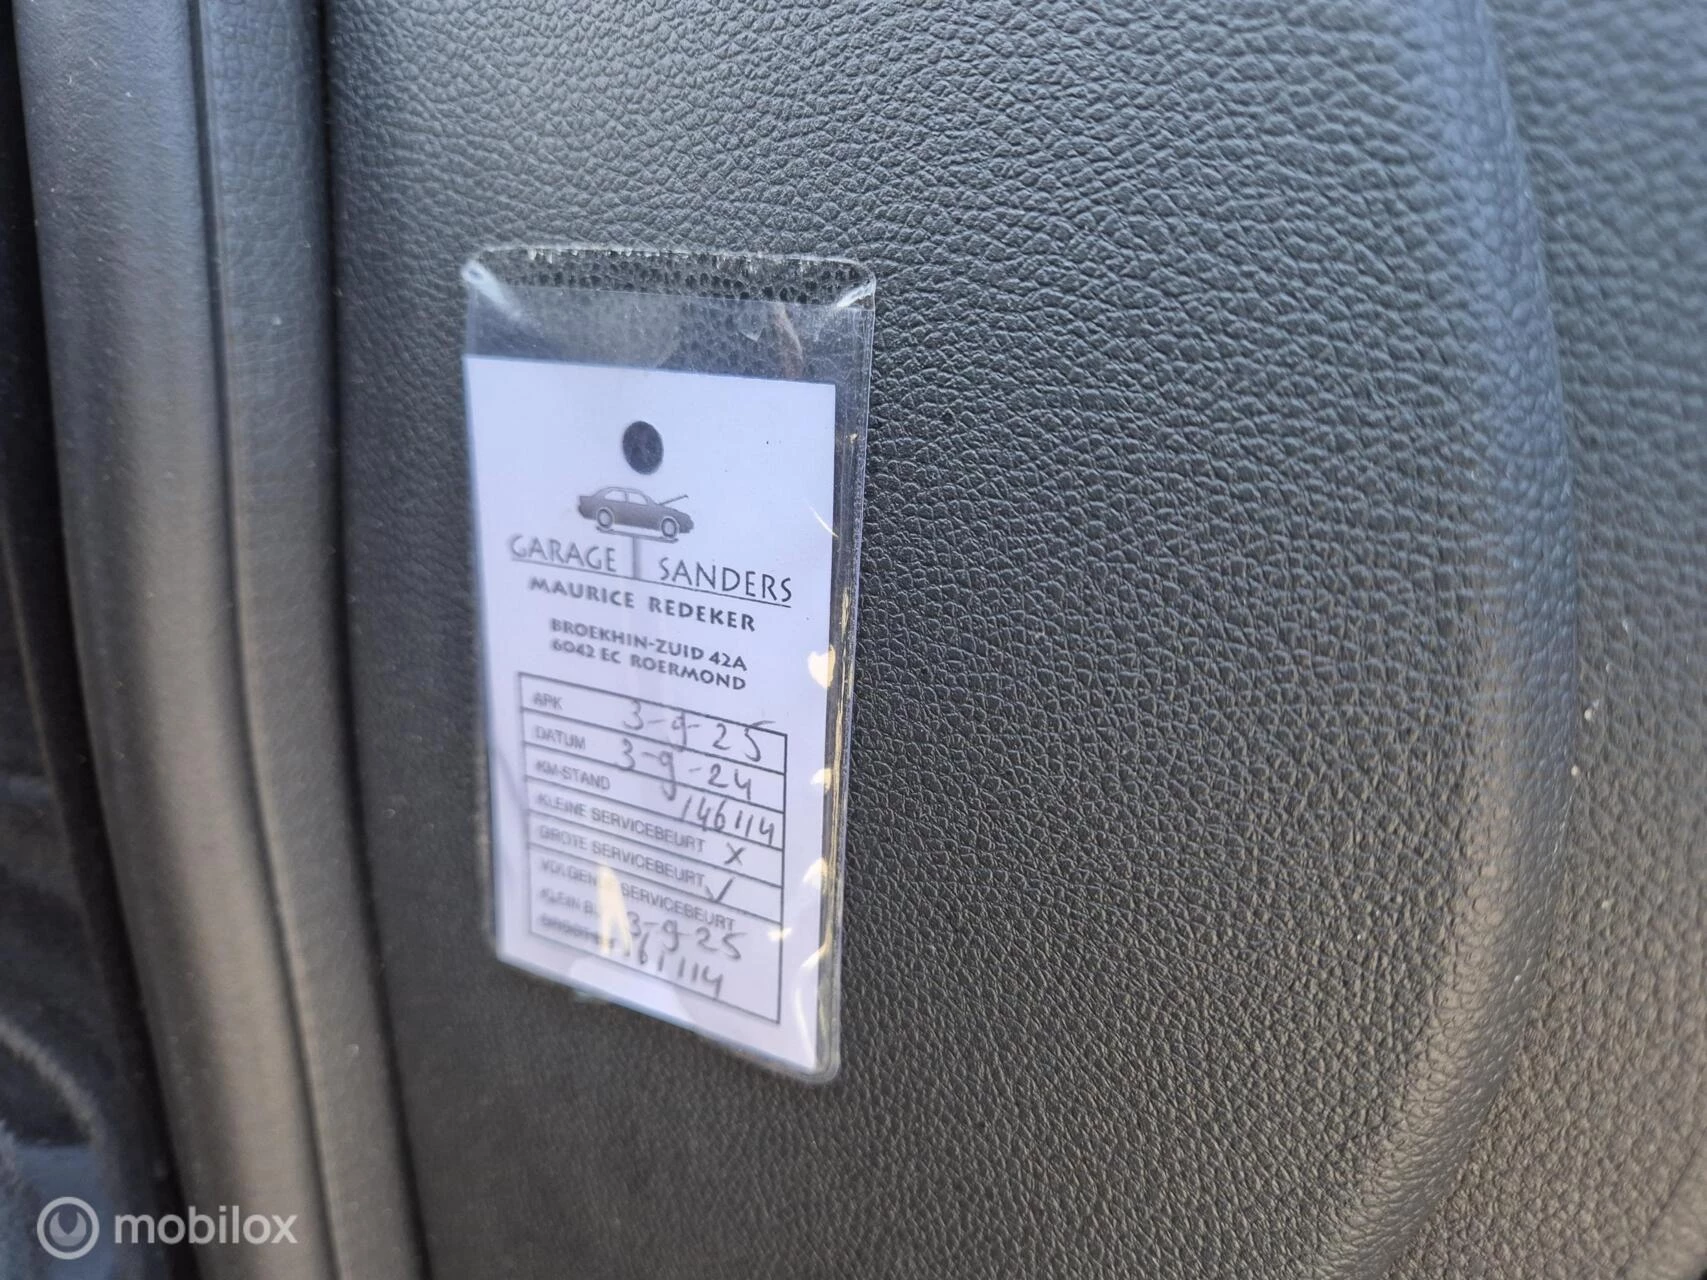 GARAGE SANDERS
MAURICE REDEKER
BROEKHIN-ZUID 42A
6042 EC ROERMOND
APK 3-9-25
DATUM 3-9-24
KM-STAND 146114
KLEINE SERVICEBEURT X
GROTE SERVICEBEURT ✓
SERVICEBEURT
KLEIN 3-9 25
161114
mobilox